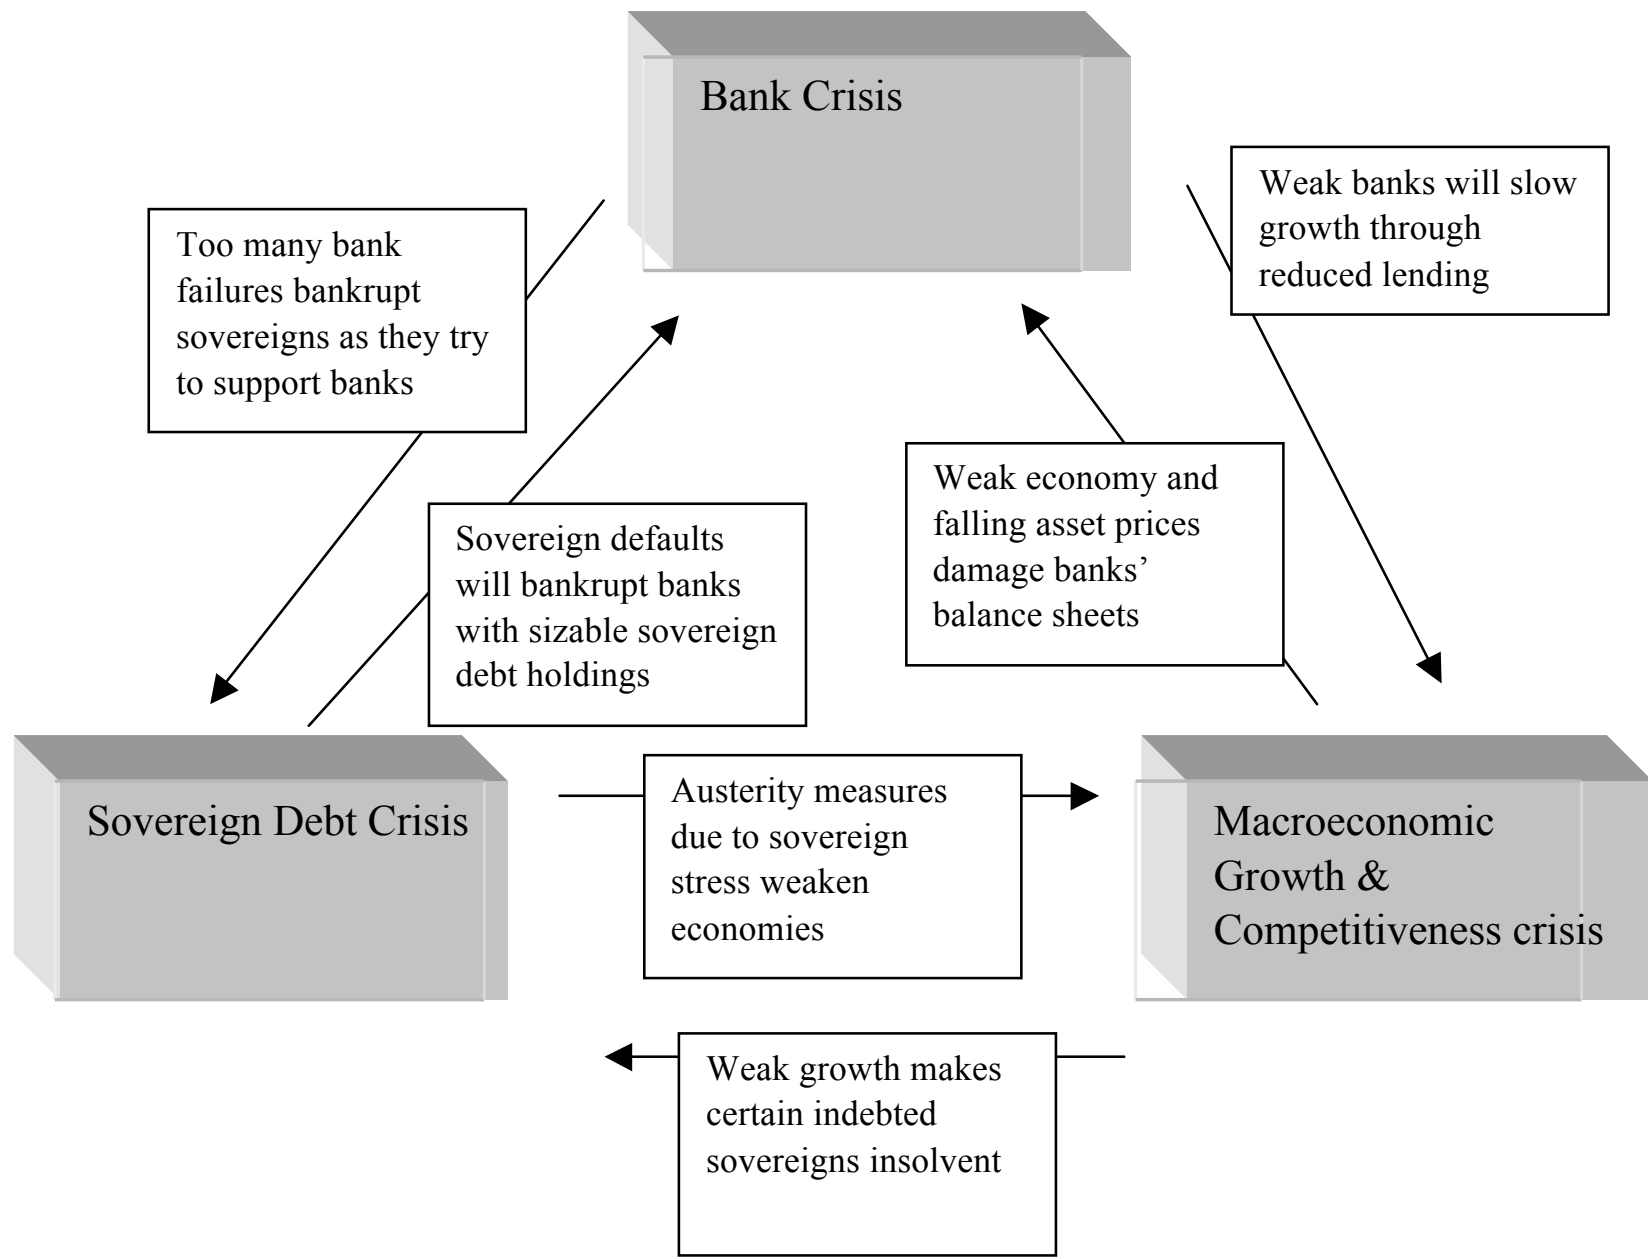 Bank Crisis
Weak banks will slow
growth through
reduced lending
Too many bank
failures bankrupt
sovereigns as they try
to support banks
Weak economy and
falling asset prices
damage banks’
balance sheets
Sovereign defaults
will bankrupt banks
with sizable sovereign
debt holdings
Sovereign Debt Crisis
Austerity measures
due to sovereign
stress weaken
economies
Macroeconomic
Growth &
Competitiveness crisis
Weak growth makes
certain indebted
sovereigns insolvent